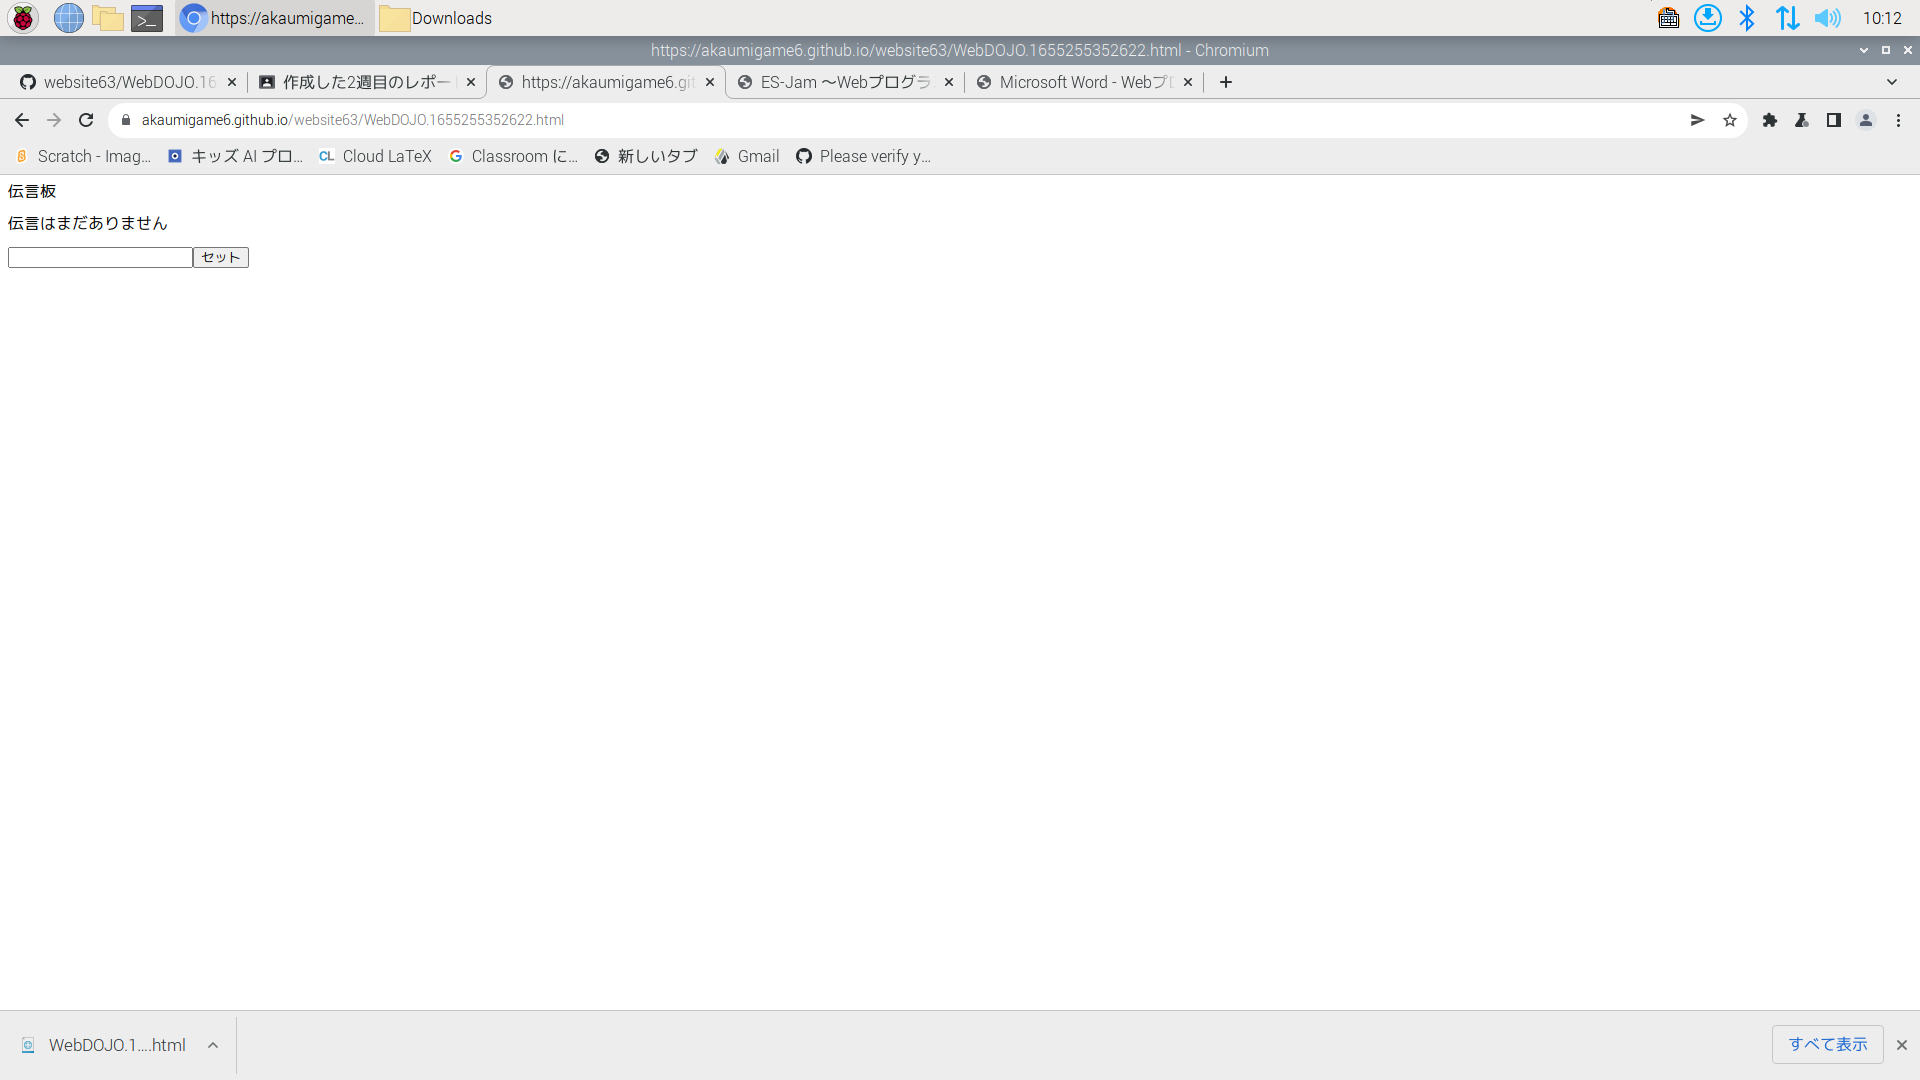 https://akaumigame...
Downloads
10:12
https://akaumigame6.github.io/website63/WebDOJO.1655255352622.html - Chromium
website63/WebDOJO.16
作成した2週目のレポー
https://akaumigame6.git
ES-Jam 〜Webプログラ
Microsoft Word - Webプロ
akaumigame6.github.io/website63/WebDOJO.1655255352622.html
Scratch - Imag...
キッズ AI プロ...
CL Cloud LaTeX
Classroom に...
新しいタブ
Gmail
Please verify y...
伝言板
伝言はまだありません
セット
WebDOJO.1....html
すべて表示